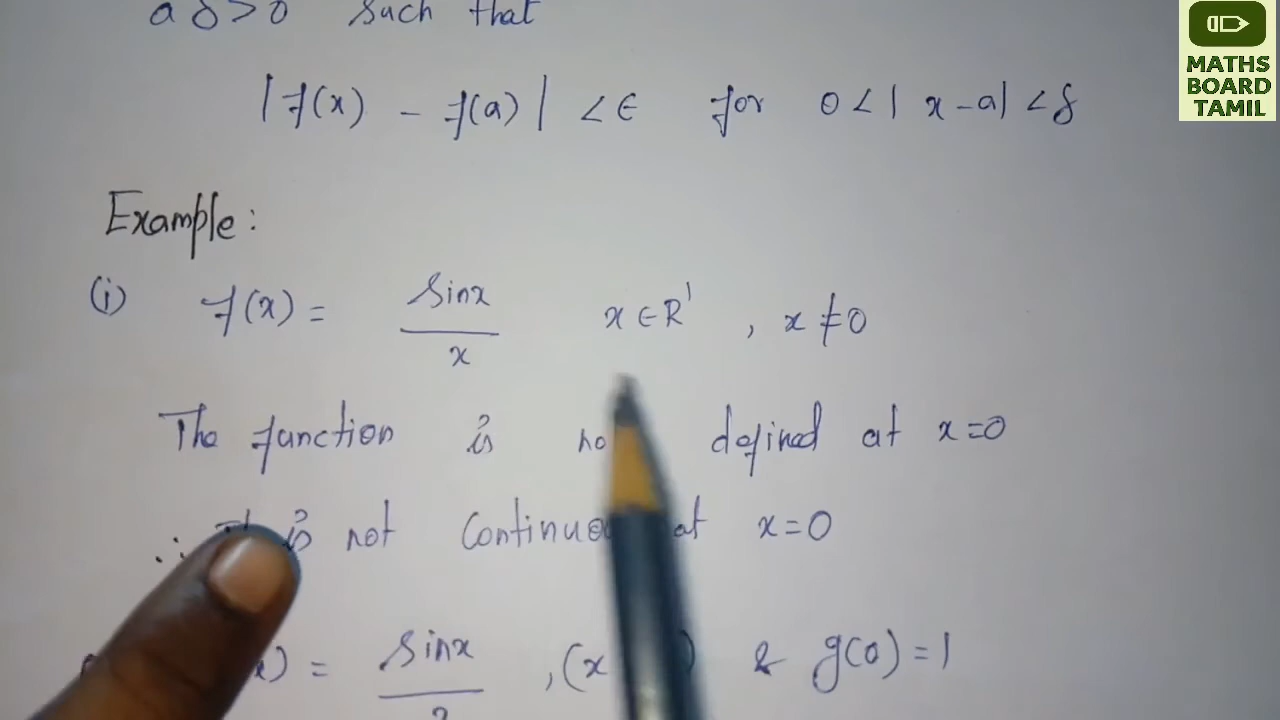 a δ > 0 such that
MATHS
BOARD
TAMIL
|f(x) - f(a)| < ϵ for 0 < |x - a| < δ
Example:
(i) f(x) = sinx / x x ∈ R¹ , x ≠ 0
The function is defined at x=0
∴ is not at x=0
= sinx , (x & g(0) = 1